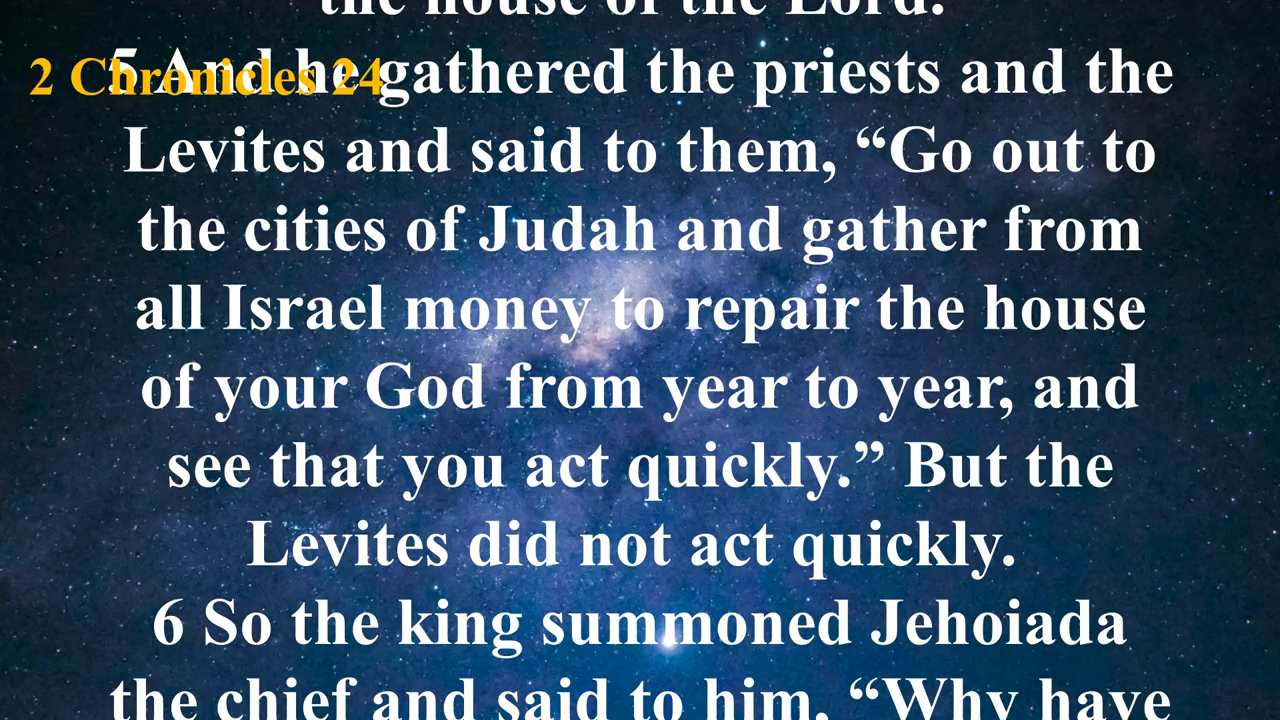 the house of the Lord.
2 Chronicles 24
5 And he gathered the priests and the
Levites and said to them, “Go out to
the cities of Judah and gather from
all Israel money to repair the house
of your God from year to year, and
see that you act quickly.” But the
Levites did not act quickly.
6 So the king summoned Jehoiada
the chief and said to him, “Why have